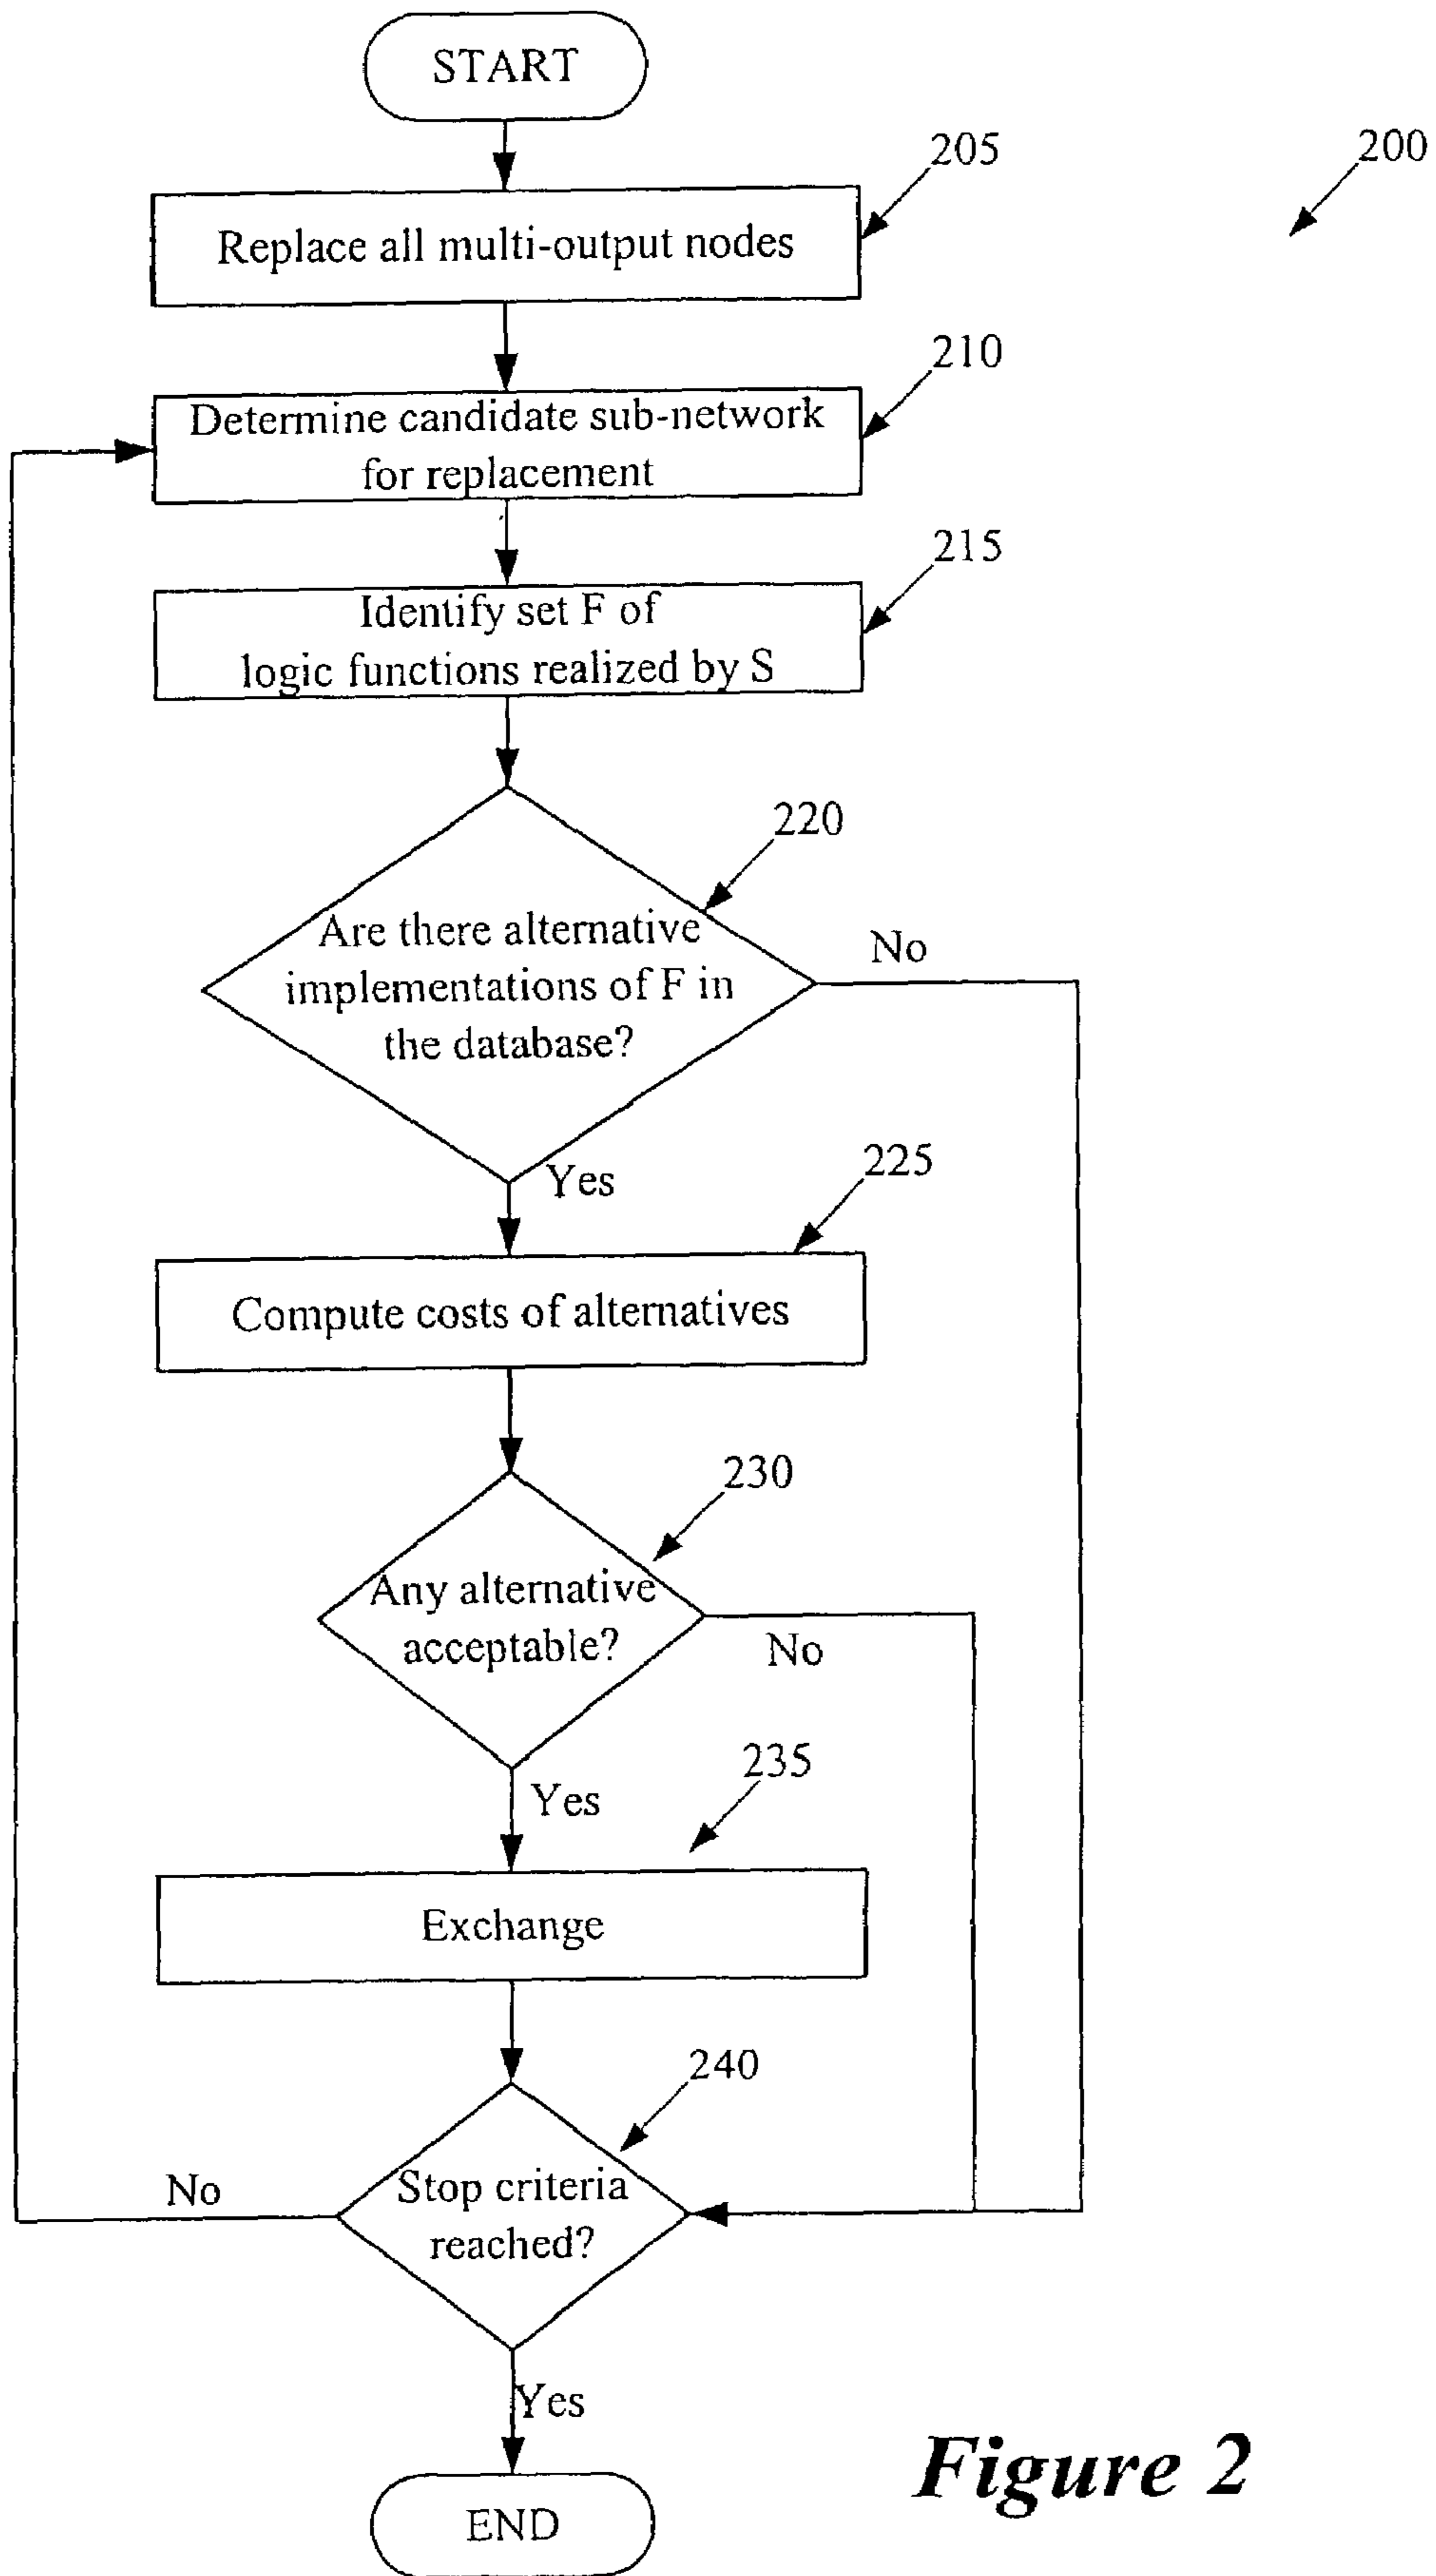 START
205
200
Replace all multi-output nodes
210
Determine candidate sub-network
for replacement
215
Identify set F of
logic functions realized by S
220
Are there alternative
implementations of F in
the database?
No
Yes
225
Compute costs of alternatives
230
Any alternative
acceptable?
No
Yes
235
Exchange
240
Stop criteria
reached?
No
Yes
END
Figure 2